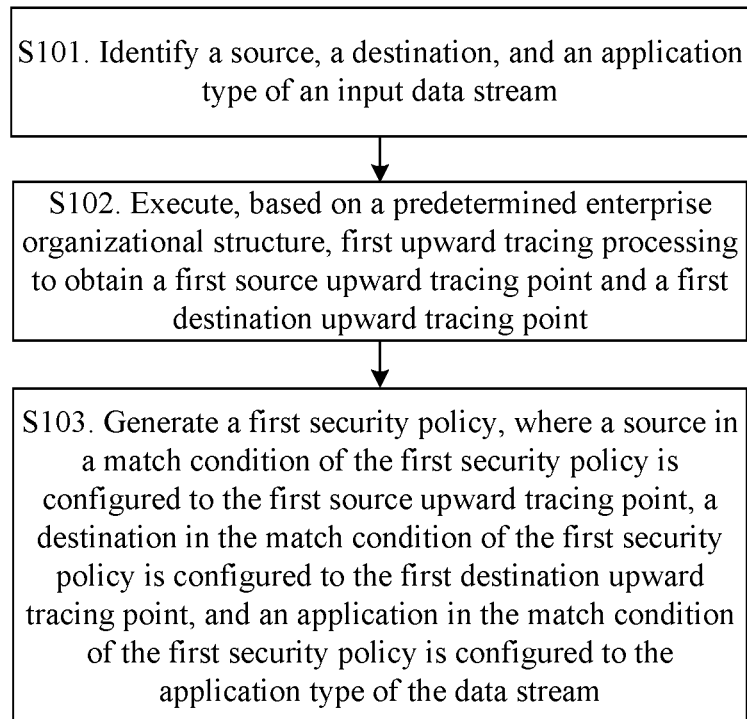 S101. Identify a source, a destination, and an application
type of an input data stream
S102. Execute, based on a predetermined enterprise
organizational structure, first upward tracing processing
to obtain a first source upward tracing point and a first
destination upward tracing point
S103. Generate a first security policy, where a source in
a match condition of the first security policy is
configured to the first source upward tracing point, a
destination in the match condition of the first security
policy is configured to the first destination upward
tracing point, and an application in the match condition
of the first security policy is configured to the
application type of the data stream